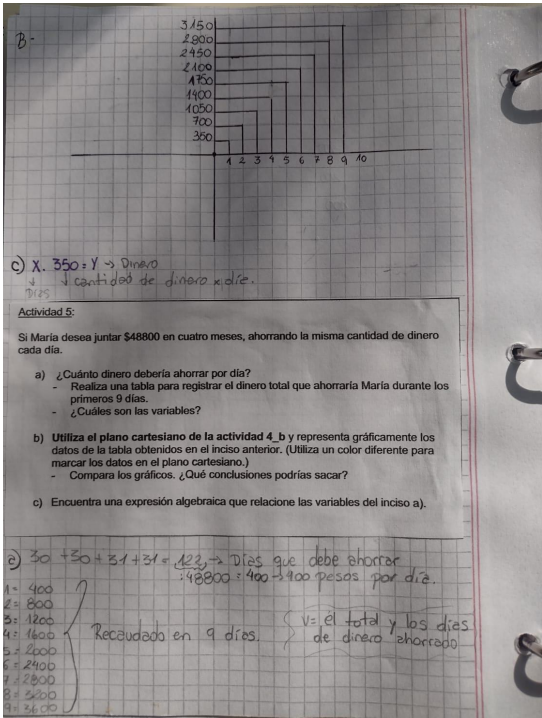 B-
3150
2800
2450
2100
1750
1400
1050
700
350
1 2 3 4 5 6 7 8 9 10
c) X. 350 = Y → Dinero
↓ ↓ cantidad de dinero x día.
Días
Actividad 5:
Si María desea juntar $48800 en cuatro meses, ahorrando la misma cantidad de dinero
cada día.
a) ¿Cuánto dinero debería ahorrar por día?
- Realiza una tabla para registrar el dinero total que ahorraría María durante los
primeros 9 días.
- ¿Cuáles son las variables?
b) Utiliza el plano cartesiano de la actividad 4_b y representa gráficamente los
datos de la tabla obtenidos en el inciso anterior. (Utiliza un color diferente para
marcar los datos en el plano cartesiano.)
- Compara los gráficos. ¿Qué conclusiones podrías sacar?
c) Encuentra una expresión algebraica que relacione las variables del inciso a).
a) 30 + 30 + 31 + 31 = 122 → Días que debe ahorrar
: 48800 = 400 → 400 pesos por día.
1= 400
2= 800
3= 1200
4= 1600
5= 2000
6= 2400
7= 2800
8= 3200
9= 3600
Recaudado en 9 días.
V= el total y los días
de dinero ahorrado